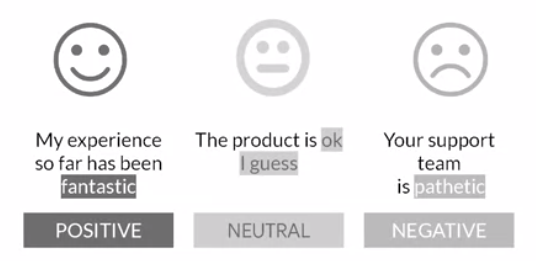 My experience
so far has been
fantastic
POSITIVE
The product is ok
I guess
NEUTRAL
Your support
team
is pathetic
NEGATIVE